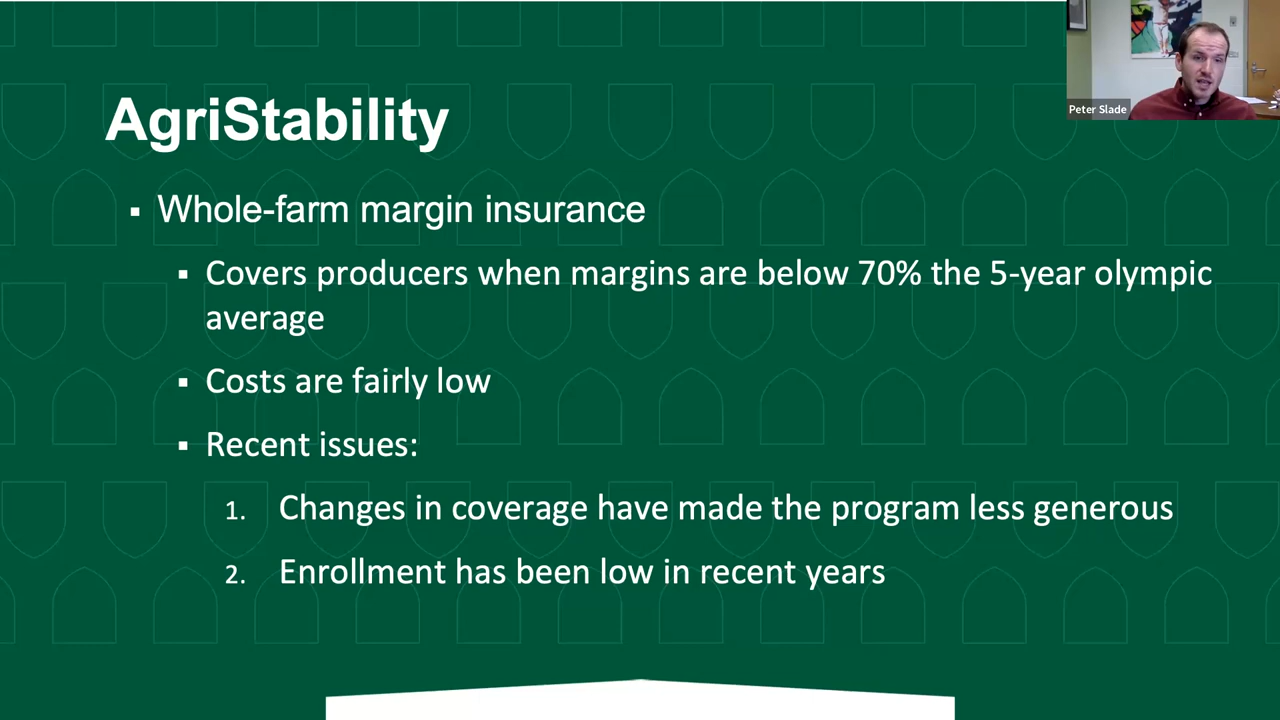 AgriStability
Peter Slade
▪ Whole-farm margin insurance
▪ Covers producers when margins are below 70% the 5-year olympic
average
▪ Costs are fairly low
▪ Recent issues:
1. Changes in coverage have made the program less generous
2. Enrollment has been low in recent years